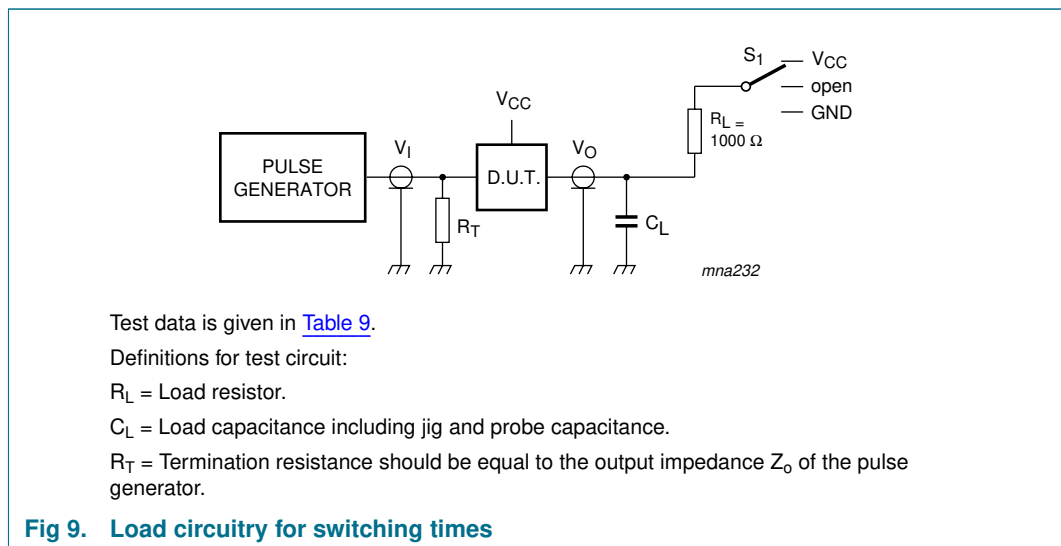 S1
VCC
open
GND
RL =
1000 Ω
VCC
VI
VO
PULSE
GENERATOR
D.U.T.
RT
CL
mna232
Test data is given in Table 9.
Definitions for test circuit:
RL = Load resistor.
CL = Load capacitance including jig and probe capacitance.
RT = Termination resistance should be equal to the output impedance Zo of the pulse
generator.
Fig 9. Load circuitry for switching times